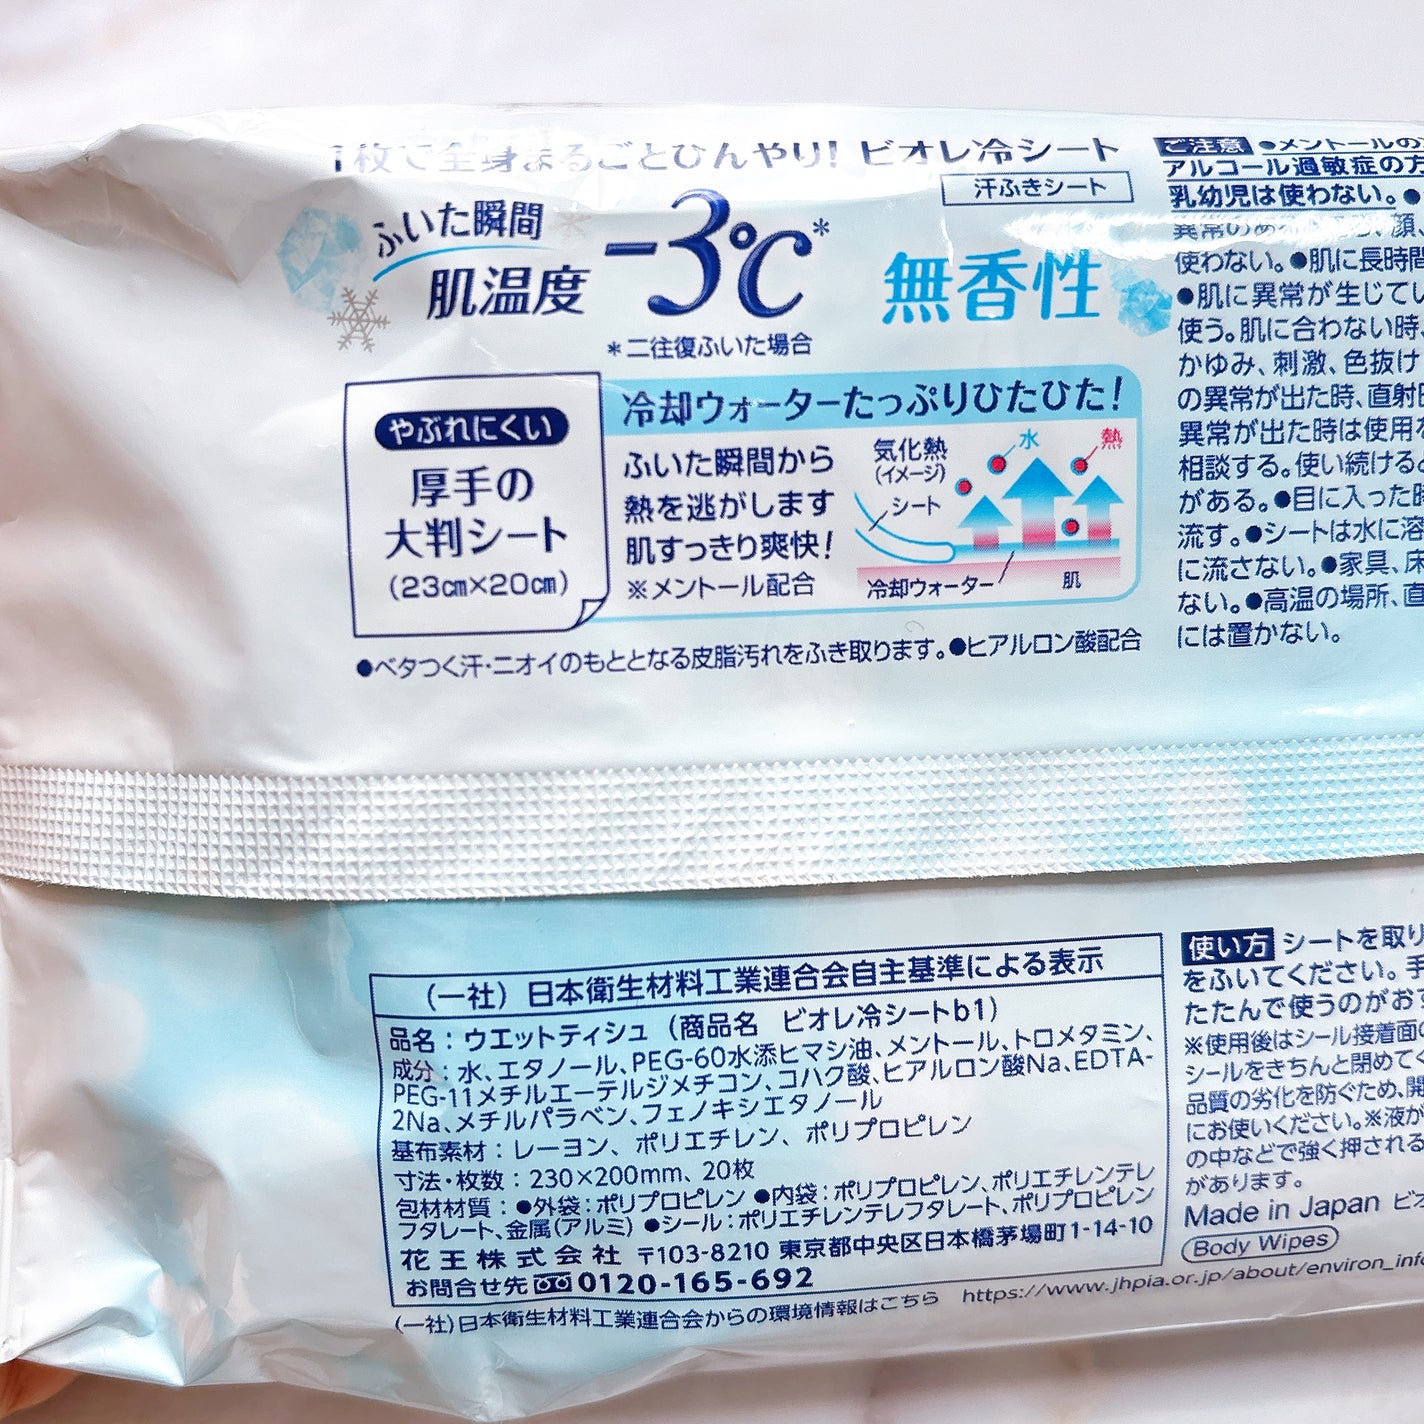 1枚で全身まるごとひんやり! ビオレ冷シート
汗ふきシート
ふいた瞬間
肌温度
-3℃*
無香性
*二往復ふいた場合
やぶれにくい
厚手の
大判シート
(23㎝×20㎝)
冷却ウォーターたっぷりひたひた!
ふいた瞬間から
熱を逃がします
肌すっきり爽快!
※メントール配合
気化熱
(イメージ)
水
熱
シート
冷却ウォーター
肌
●ベタつく汗・ニオイのもととなる皮脂汚れをふき取ります。●ヒアルロン酸配合
ご注意 ●メントールの
アルコール過敏症の方
乳幼児は使わない。●
異常のあ
顔、
使わない。●肌に長時間
●肌に異常が生じてい
使う。肌に合わない時、
かゆみ、刺激、色抜け
の異常が出た時、直射
異常が出た時は使用を
相談する。使い続けると
がある。●目に入った時
流す。●シートは水に溶
に流さない。●家具、床
ない。●高温の場所、直
には置かない。
(一社)日本衛生材料工業連合会自主基準による表示
品名:ウエットティシュ(商品名 ビオレ冷シートb1)
成分:水、エタノール、PEG-60水添ヒマシ油、メントール、トロメタミン、
PEG-11メチルエーテルジメチコン、コハク酸、ヒアルロン酸Na、EDTA-
2Na、メチルパラベン、フェノキシエタノール
基布素材:レーヨン、ポリエチレン、ポリプロピレン
寸法・枚数:230×200mm、20枚
包材材質:●外袋:ポリプロピレン ●内袋:ポリプロピレン、ポリエチレンテレ
フタレート、金属(アルミ) ●シール:ポリエチレンテレフタレート、ポリプロピレン
花王株式会社 〒103-8210 東京都中央区日本橋茅場町1-14-10
お問合せ先 0120-165-692
(一社)日本衛生材料工業連合会からの環境情報はこちら https://www.jhpia.or.jp/about/environ_info
使い方 シートを取り
をふいてください。手
たたんで使うのがお
※使用後はシール接着面の
シールをきちんと閉めてく
品質の劣化を防ぐため、開
にお使いください。※液が
の中などで強く押される
があります。
Made in Japan ビオ
Body Wipes